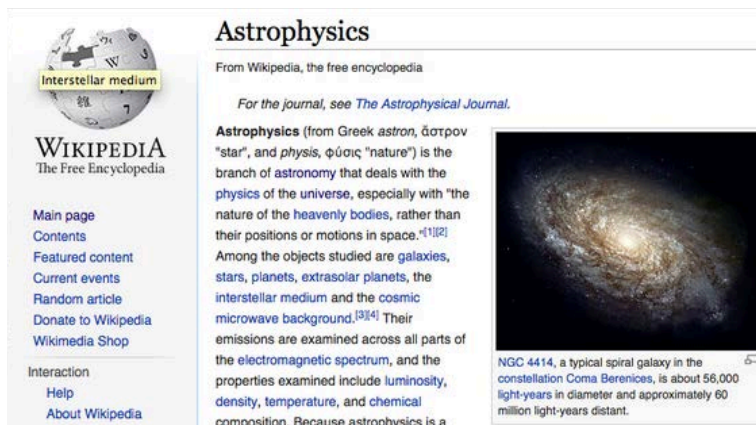 Interstellar medium
WIKIPEDIA
The Free Encyclopedia
Main page
Contents
Featured content
Current events
Random article
Donate to Wikipedia
Wikimedia Shop
Interaction
Help
About Wikipedia
Astrophysics
From Wikipedia, the free encyclopedia
For the journal, see The Astrophysical Journal.
Astrophysics (from Greek astron, ἄστρον
"star", and physis, φύσις "nature") is the
branch of astronomy that deals with the
physics of the universe, especially with "the
nature of the heavenly bodies, rather than
their positions or motions in space."[1][2]
Among the objects studied are galaxies,
stars, planets, extrasolar planets, the
interstellar medium and the cosmic
microwave background.[3][4] Their
emissions are examined across all parts of
the electromagnetic spectrum, and the
properties examined include luminosity,
density, temperature, and chemical
composition. Because astrophysics is a
NGC 4414, a typical spiral galaxy in the
constellation Coma Berenices, is about 56,000
light-years in diameter and approximately 60
million light-years distant.